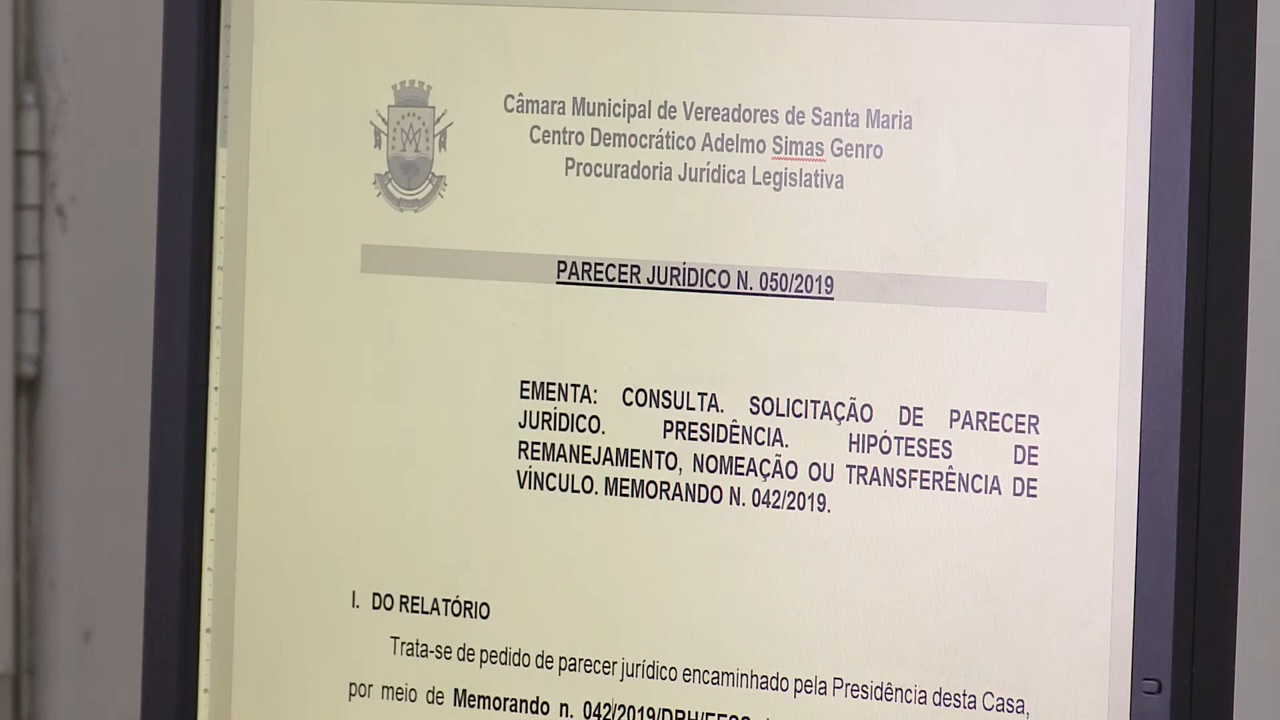 Câmara Municipal de Vereadores de Santa Maria
Centro Democrático Adelmo Simas Genro
Procuradoria Jurídica Legislativa
PARECER JURÍDICO N. 050/2019
EMENTA: CONSULTA. SOLICITAÇÃO DE PARECER
JURÍDICO. PRESIDÊNCIA. HIPÓTESES DE
REMANEJAMENTO, NOMEAÇÃO OU TRANSFERÊNCIA DE
VÍNCULO. MEMORANDO N. 042/2019.
I. DO RELATÓRIO
Trata-se de pedido de parecer jurídico encaminhado pela Presidência desta Casa,
por meio de Memorando n. 042/2019/DRH/